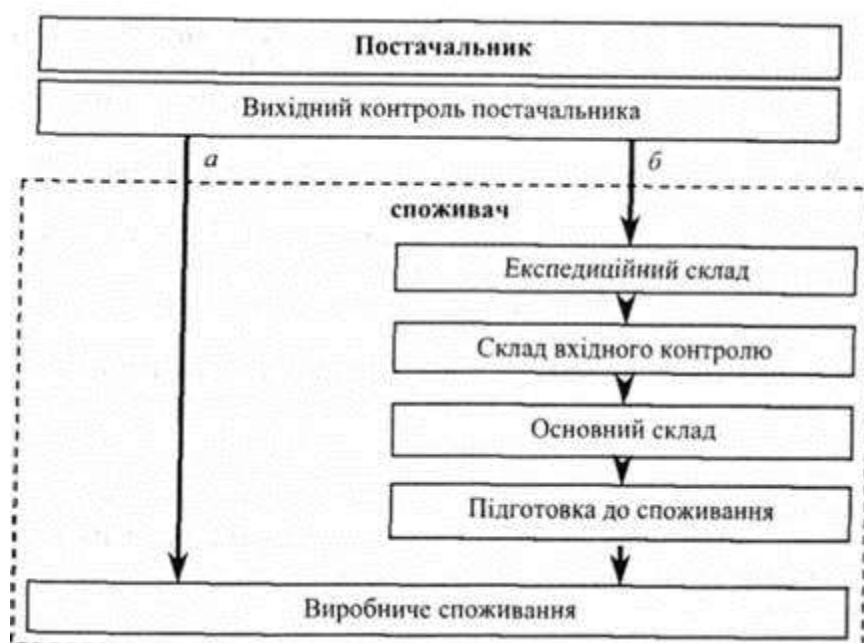 Постачальник
Вихідний контроль постачальника
а
б
споживач
Експедиційний склад
Склад вхідного контролю
Основний склад
Підготовка до споживання
Виробниче споживання